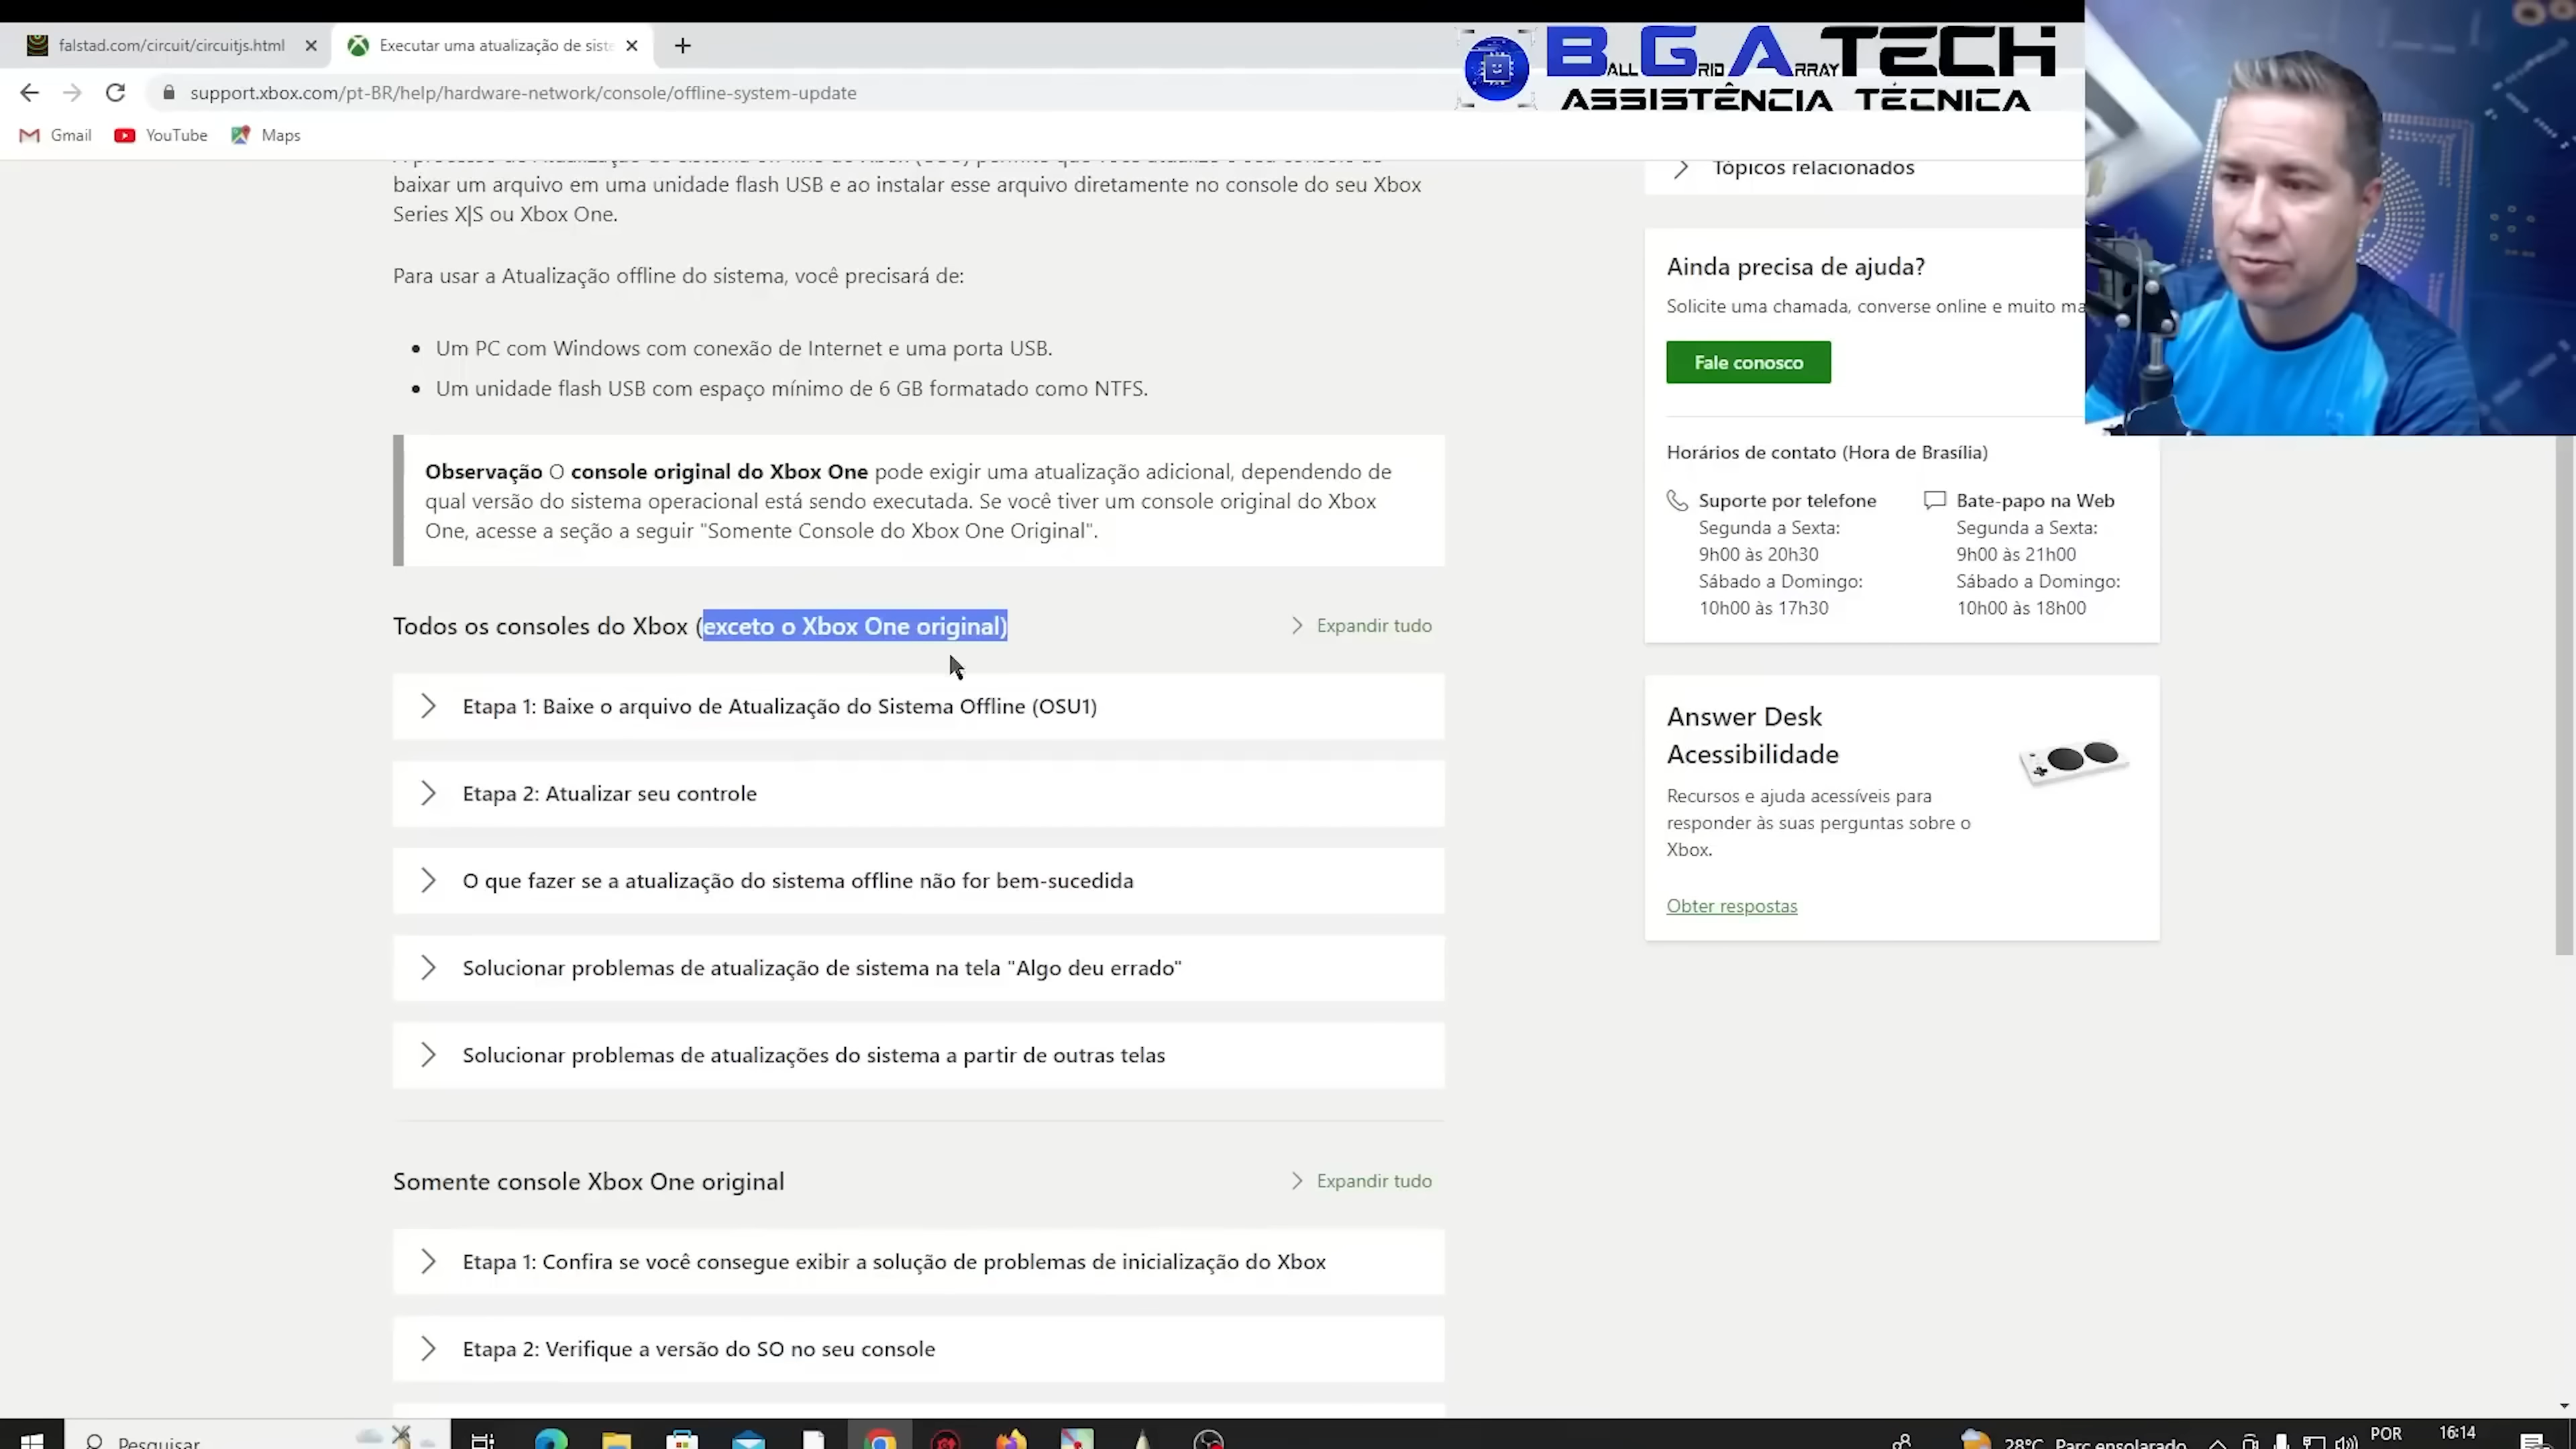 falstad.com/circuit/circuitjs.html
Executar uma atualização de siste
BGATECH
BALL GRID ARRAY
ASSISTÊNCIA TÉCNICA
support.xbox.com/pt-BR/help/hardware-network/console/offline-system-update
Gmail
YouTube
Maps
baixar um arquivo em uma unidade flash USB e ao instalar esse arquivo diretamente no console do seu Xbox
Series X|S ou Xbox One.
Para usar a Atualização offline do sistema, você precisará de:
• Um PC com Windows com conexão de Internet e uma porta USB.
• Um unidade flash USB com espaço mínimo de 6 GB formatado como NTFS.
Observação O console original do Xbox One pode exigir uma atualização adicional, dependendo de
qual versão do sistema operacional está sendo executada. Se você tiver um console original do Xbox
One, acesse a seção a seguir "Somente Console do Xbox One Original".
Todos os consoles do Xbox (exceto o Xbox One original)
Expandir tudo
Etapa 1: Baixe o arquivo de Atualização do Sistema Offline (OSU1)
Etapa 2: Atualizar seu controle
O que fazer se a atualização do sistema offline não for bem-sucedida
Solucionar problemas de atualização de sistema na tela "Algo deu errado"
Solucionar problemas de atualizações do sistema a partir de outras telas
Somente console Xbox One original
Expandir tudo
Etapa 1: Confira se você consegue exibir a solução de problemas de inicialização do Xbox
Etapa 2: Verifique a versão do SO no seu console
Tópicos relacionados
Ainda precisa de ajuda?
Solicite uma chamada, converse online e muito ma
Fale conosco
Horários de contato (Hora de Brasília)
Suporte por telefone
Segunda a Sexta:
9h00 às 20h30
Sábado a Domingo:
10h00 às 17h30
Bate-papo na Web
Segunda a Sexta:
9h00 às 21h00
Sábado a Domingo:
10h00 às 18h00
Answer Desk
Acessibilidade
Recursos e ajuda acessíveis para
responder às suas perguntas sobre o
Xbox.
Obter respostas
Pesquisar
28°C Parc ensolarado
POR
16:14